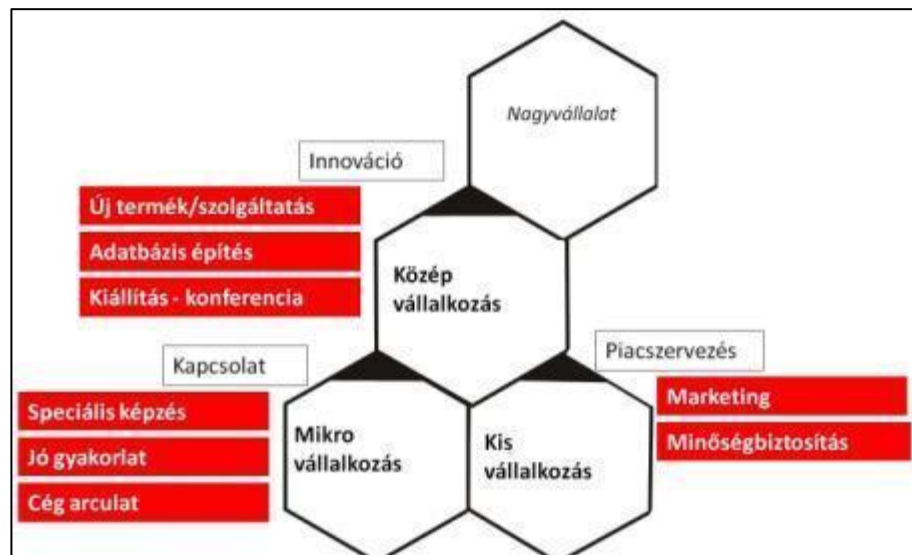 Nagyvállalat
Innováció
Új termék/szolgáltatás
Adatbázis építés
Kiállítás - konferencia
Közép
vállalkozás
Kapcsolat
Piacszervezés
Speciális képzés
Jó gyakorlat
Cég arculat
Mikro
vállalkozás
Kis
vállalkozás
Marketing
Minőségbiztosítás